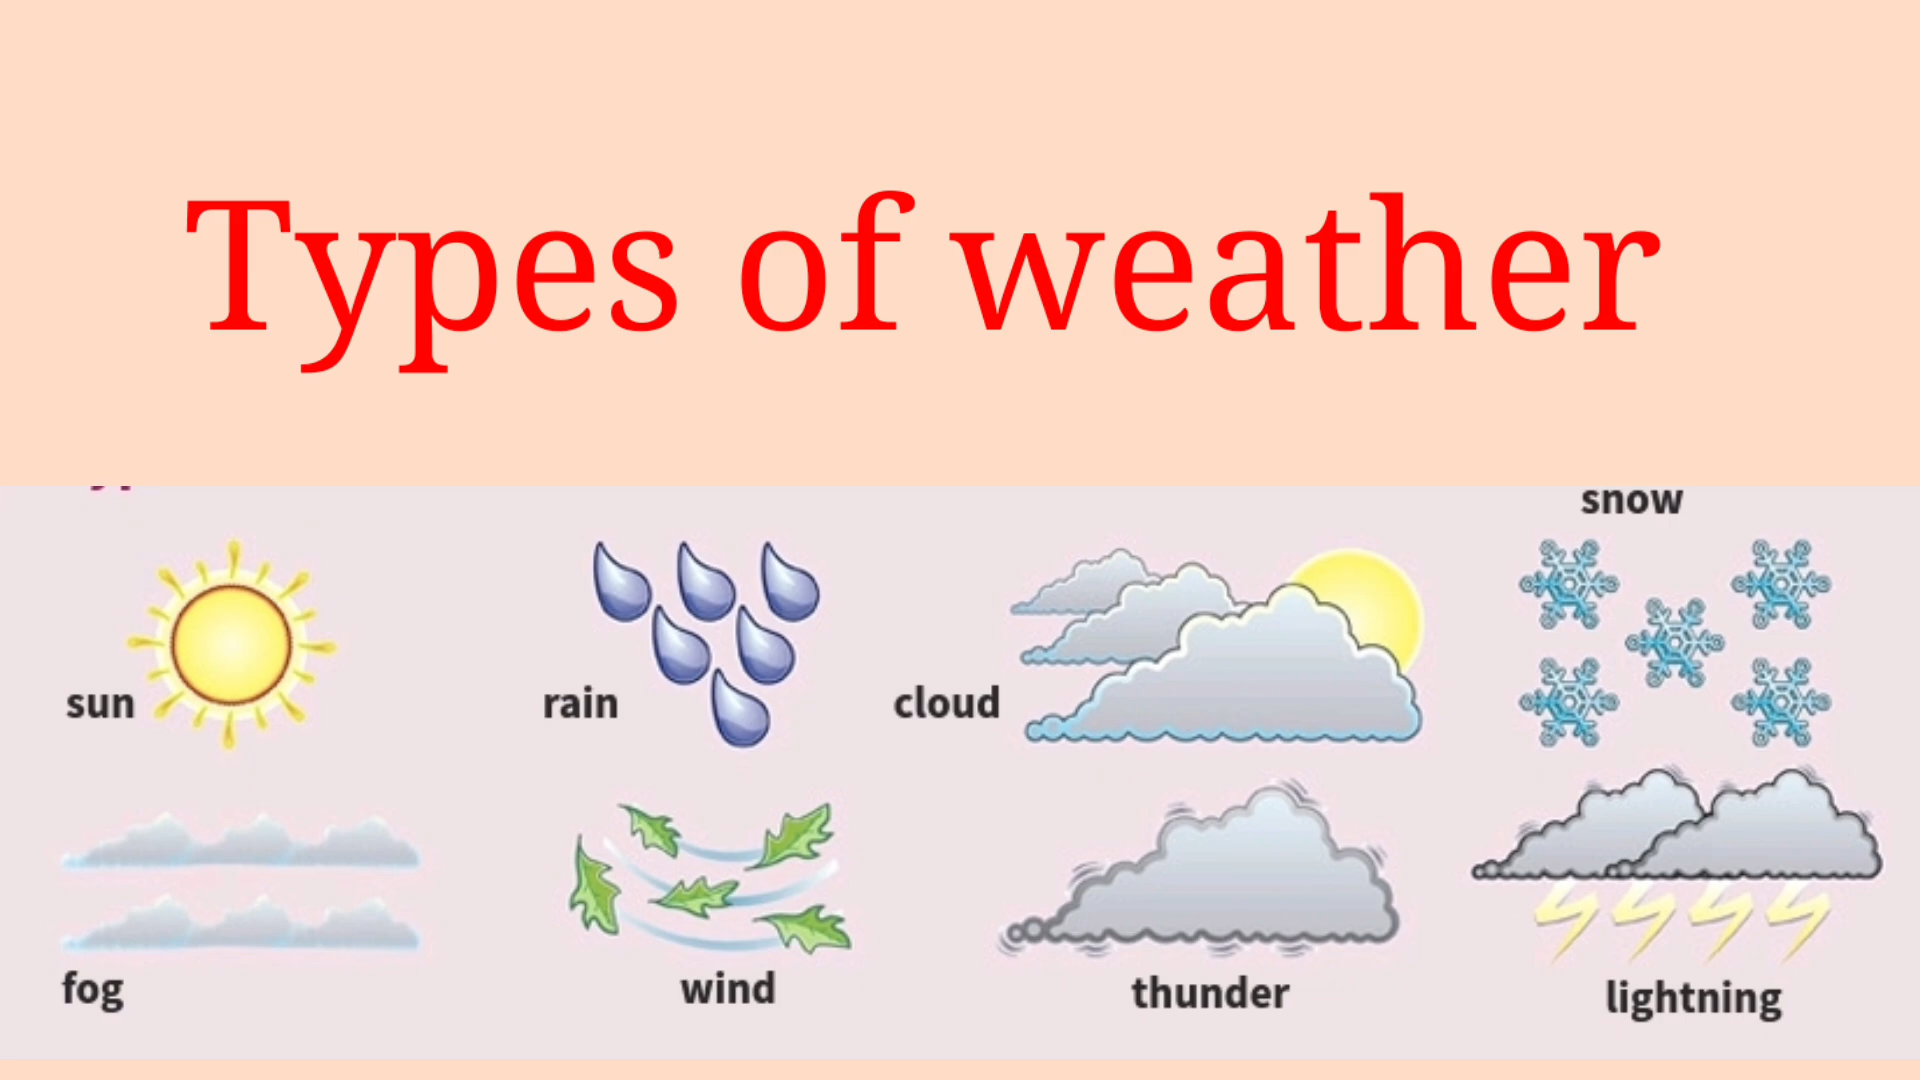 Types of weather
snow
sun
rain
cloud
fog
wind
thunder
lightning